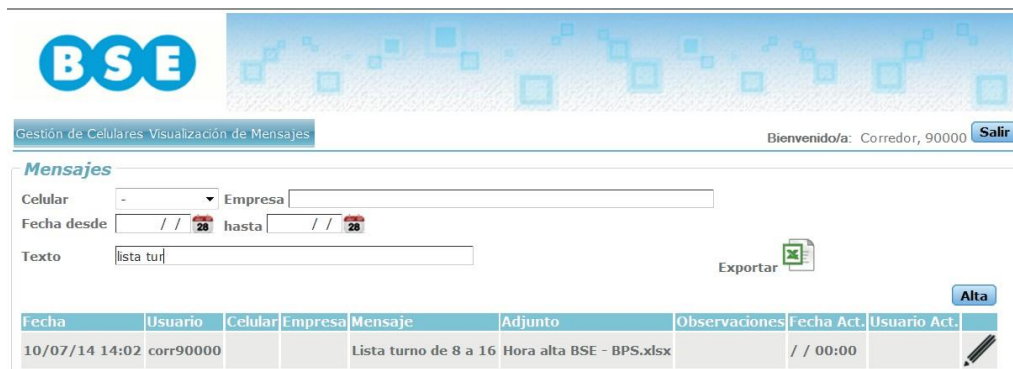 BSE
Gestión de Celulares Visualización de Mensajes
Bienvenido/a: Corredor, 90000 Salir
Mensajes
Celular - Empresa
Fecha desde / / 28 hasta / / 28
Texto lista tur
Exportar
Alta
Fecha Usuario Celular Empresa Mensaje Adjunto Observaciones Fecha Act. Usuario Act.
10/07/14 14:02 corr90000 Lista turno de 8 a 16 Hora alta BSE - BPS.xlsx / / 00:00